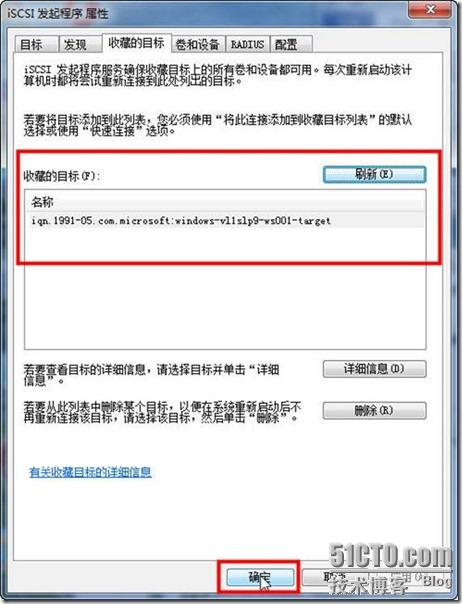 iSCSI 发起程序 属性
目标 发现 收藏的目标 卷和设备 RADIUS 配置
iSCSI 发起程序服务确保收藏目标上的所有卷和设备都可用。每次重新启动该计
算机时都将尝试重新连接到此处列出的目标。
若要将目标添加到此列表，您必须使用“将此连接添加到收藏目标列表”的默认
选择或使用“快速连接”选项。
收藏的目标(F):
刷新(E)
名称
iqn.1991-05.com.microsoft:windows-vl1slp9-ws001-target
若要查看目标的详细信息，请选择目标并单击“详细
信息”。
详细信息(D)
若要从此列表中删除某个目标，以便在系统重新启动后不
再重新连接该目标，请选择该目标，然后单击“删除”。
删除(R)
有关收藏目标的详细信息
确定
51CTO.com
技术博客 Blog